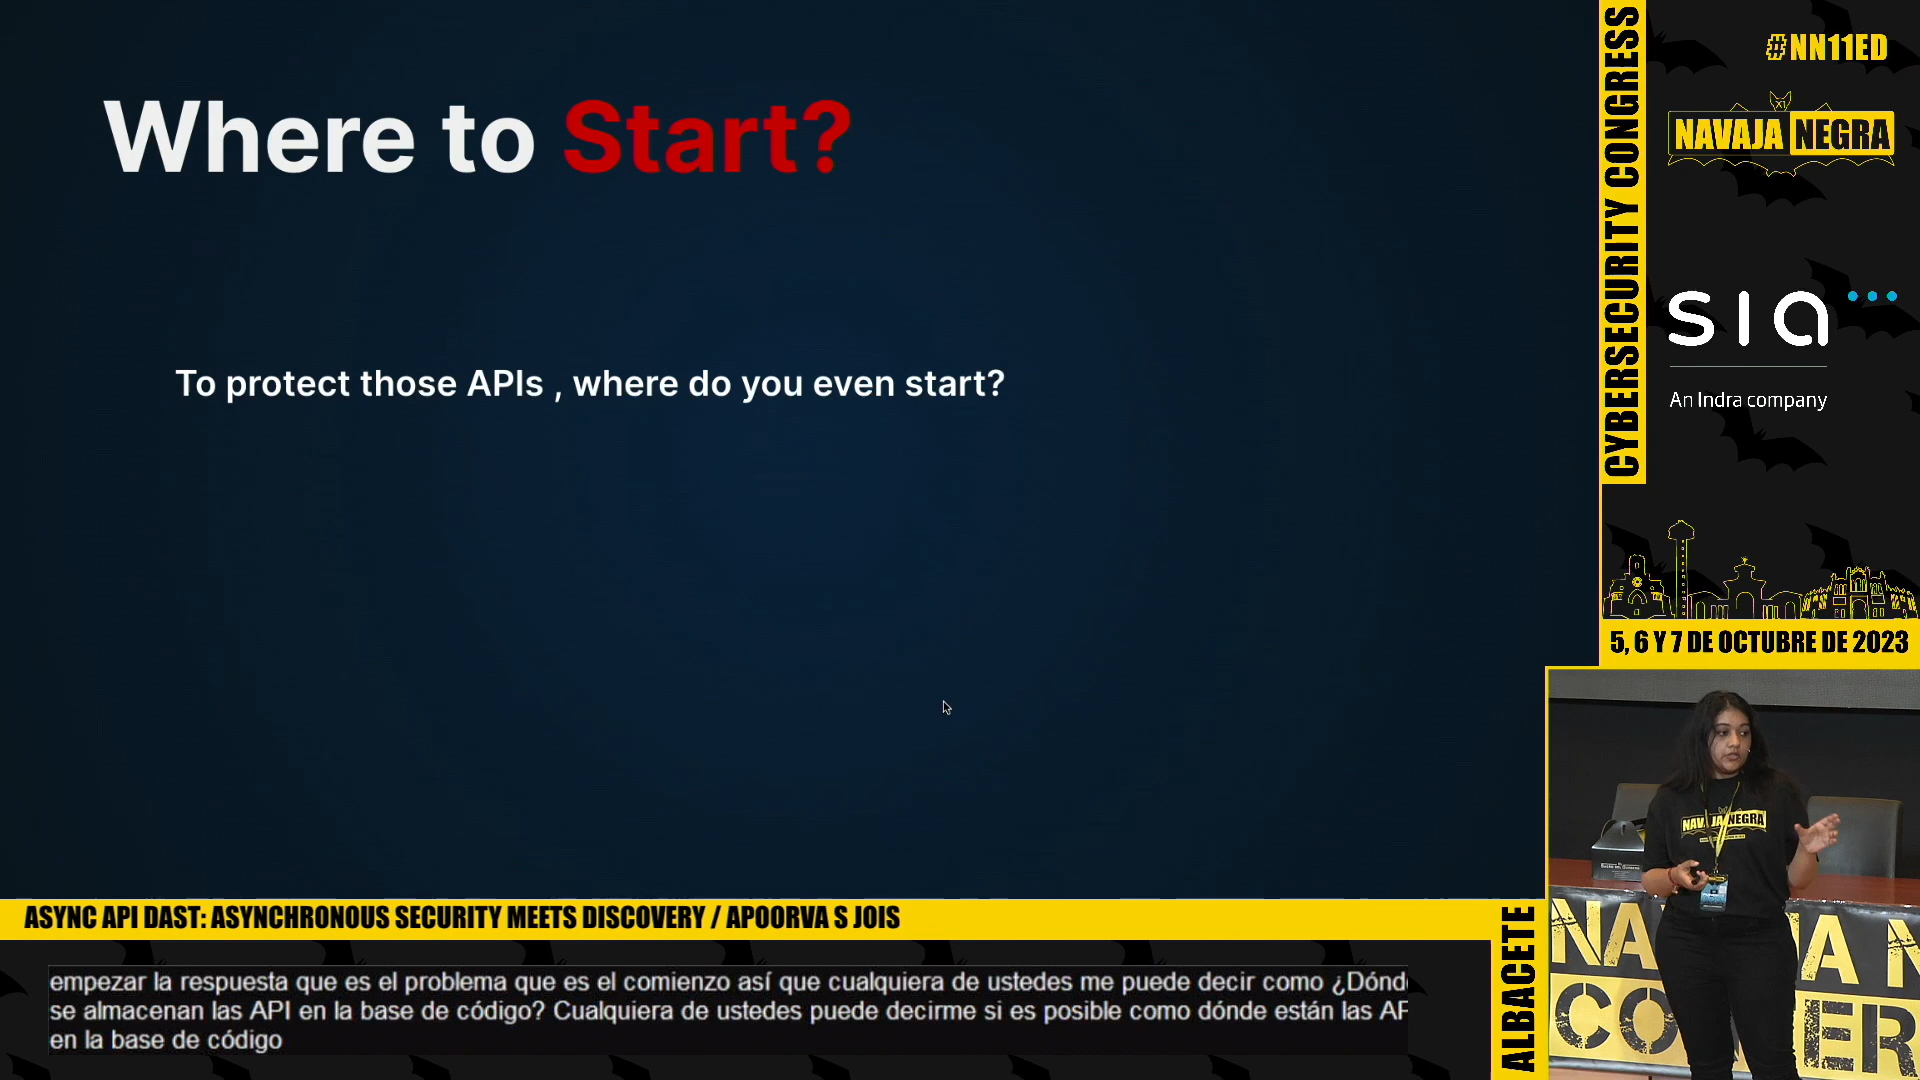 Where to Start?
To protect those APIs , where do you even start?
#NN11ED
CYBERSECURITY CONGRESS
XI
NAVAJA NEGRA
sia
An Indra company
5, 6 Y 7 DE OCTUBRE DE 2023
NAVAJA NEGRA
ASYNC API DAST: ASYNCHRONOUS SECURITY MEETS DISCOVERY / APOORVA S JOIS
ALBACETE
empezar la respuesta que es el problema que es el comienzo así que cualquiera de ustedes me puede decir como ¿Dónd
se almacenan las API en la base de código? Cualquiera de ustedes puede decirme si es posible como dónde están las AP
en la base de código